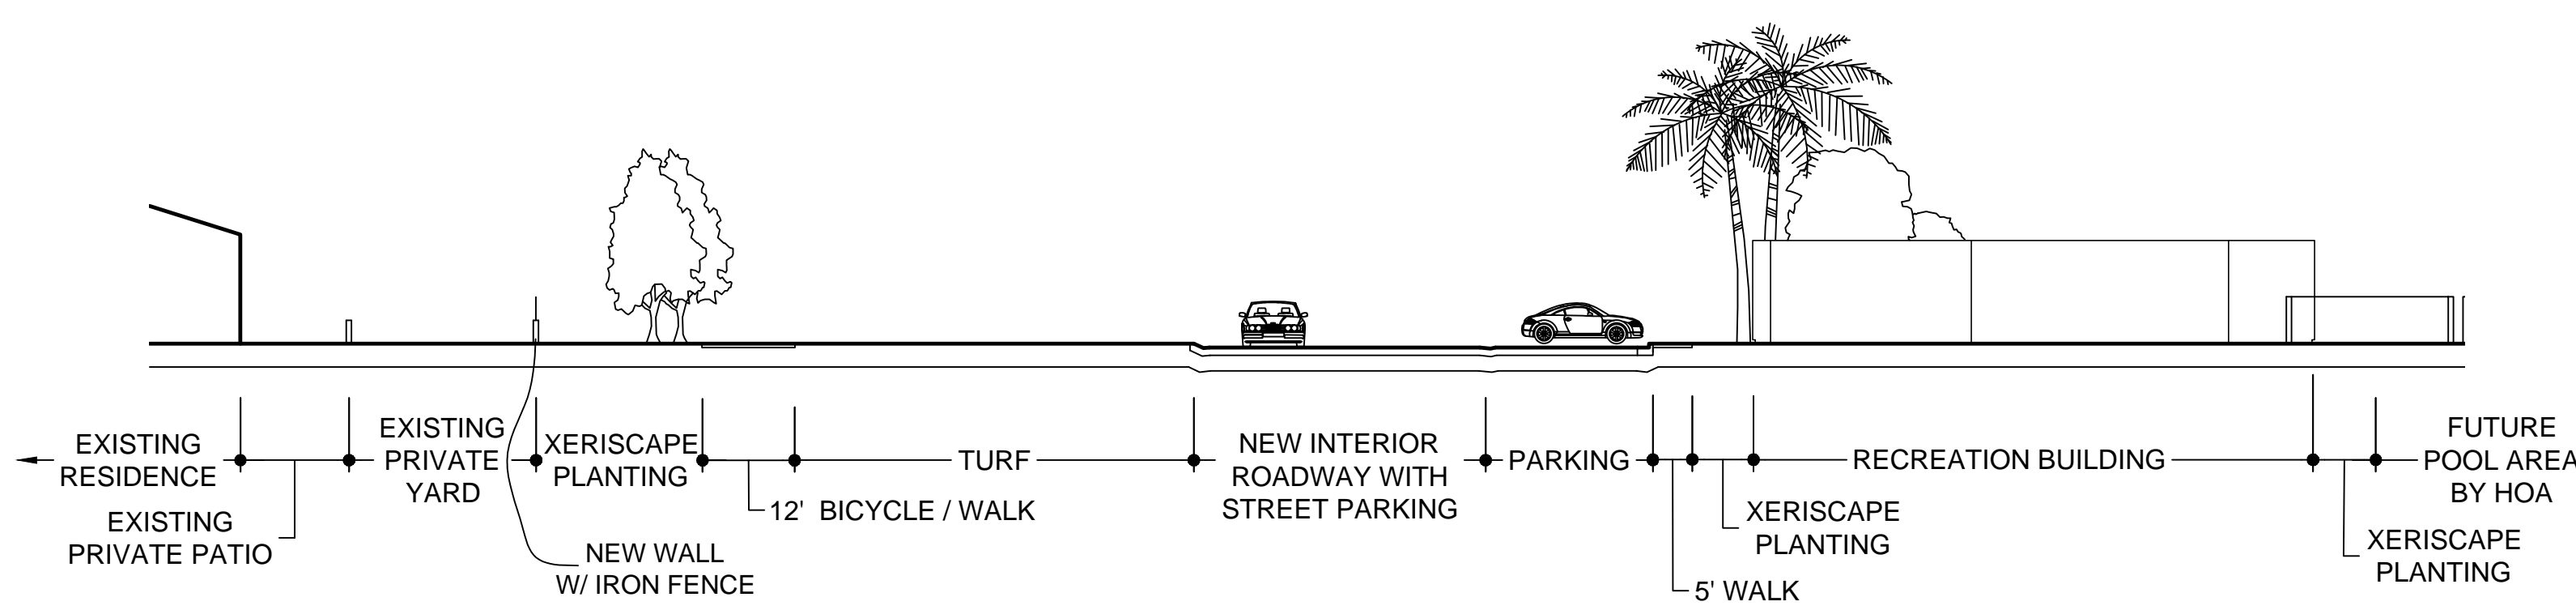 EXISTING
RESIDENCE
EXISTING
PRIVATE PATIO
EXISTING
PRIVATE
YARD
NEW WALL
W/ IRON FENCE
XERISCAPE
PLANTING
12' BICYCLE / WALK
TURF
NEW INTERIOR
ROADWAY WITH
STREET PARKING
PARKING
5' WALK
XERISCAPE
PLANTING
RECREATION BUILDING
XERISCAPE
PLANTING
FUTURE
POOL AREA
BY HOA